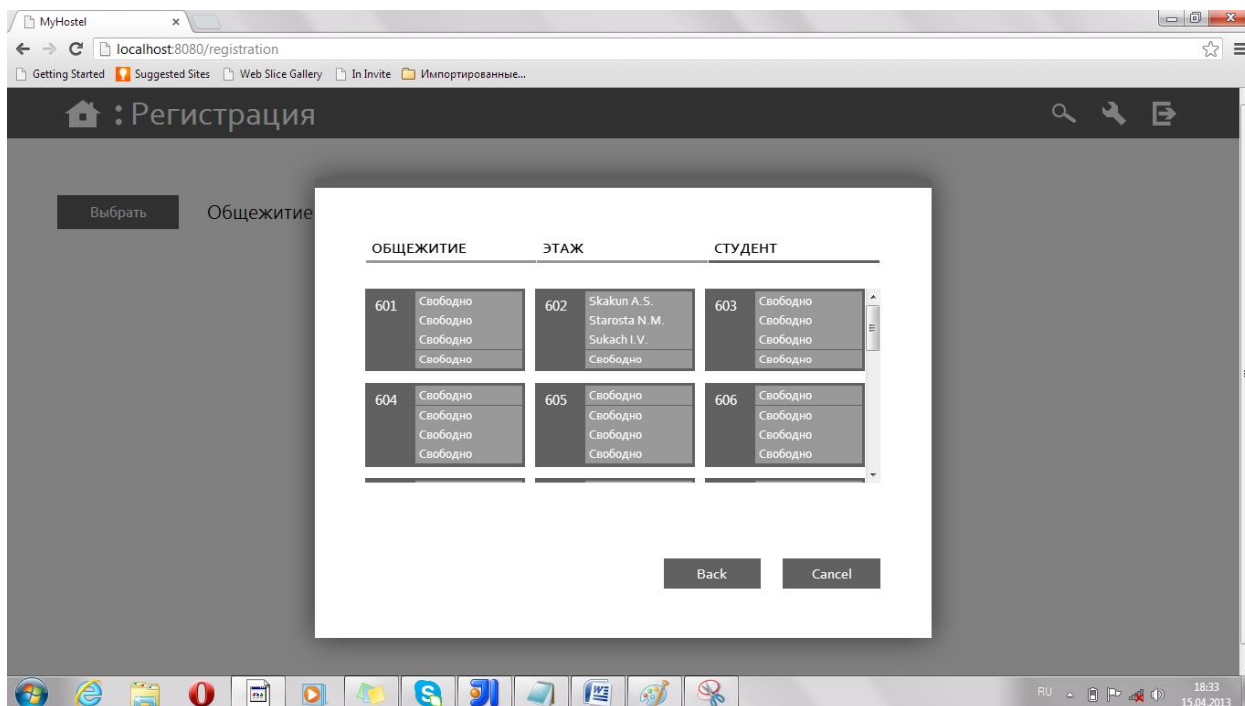 MyHostel
localhost:8080/registration
Getting Started Suggested Sites Web Slice Gallery In Invite Импортированные...
: Регистрация
Выбрать Общежитие
ОБЩЕЖИТИЕ ЭТАЖ СТУДЕНТ
601
Свободно
Свободно
Свободно
Свободно
602
Skakun A.S.
Starosta N.M.
Sukach I.V.
Свободно
603
Свободно
Свободно
Свободно
Свободно
604
Свободно
Свободно
Свободно
Свободно
605
Свободно
Свободно
Свободно
Свободно
606
Свободно
Свободно
Свободно
Свободно
Back Cancel
RU
18:33
15.04.2013